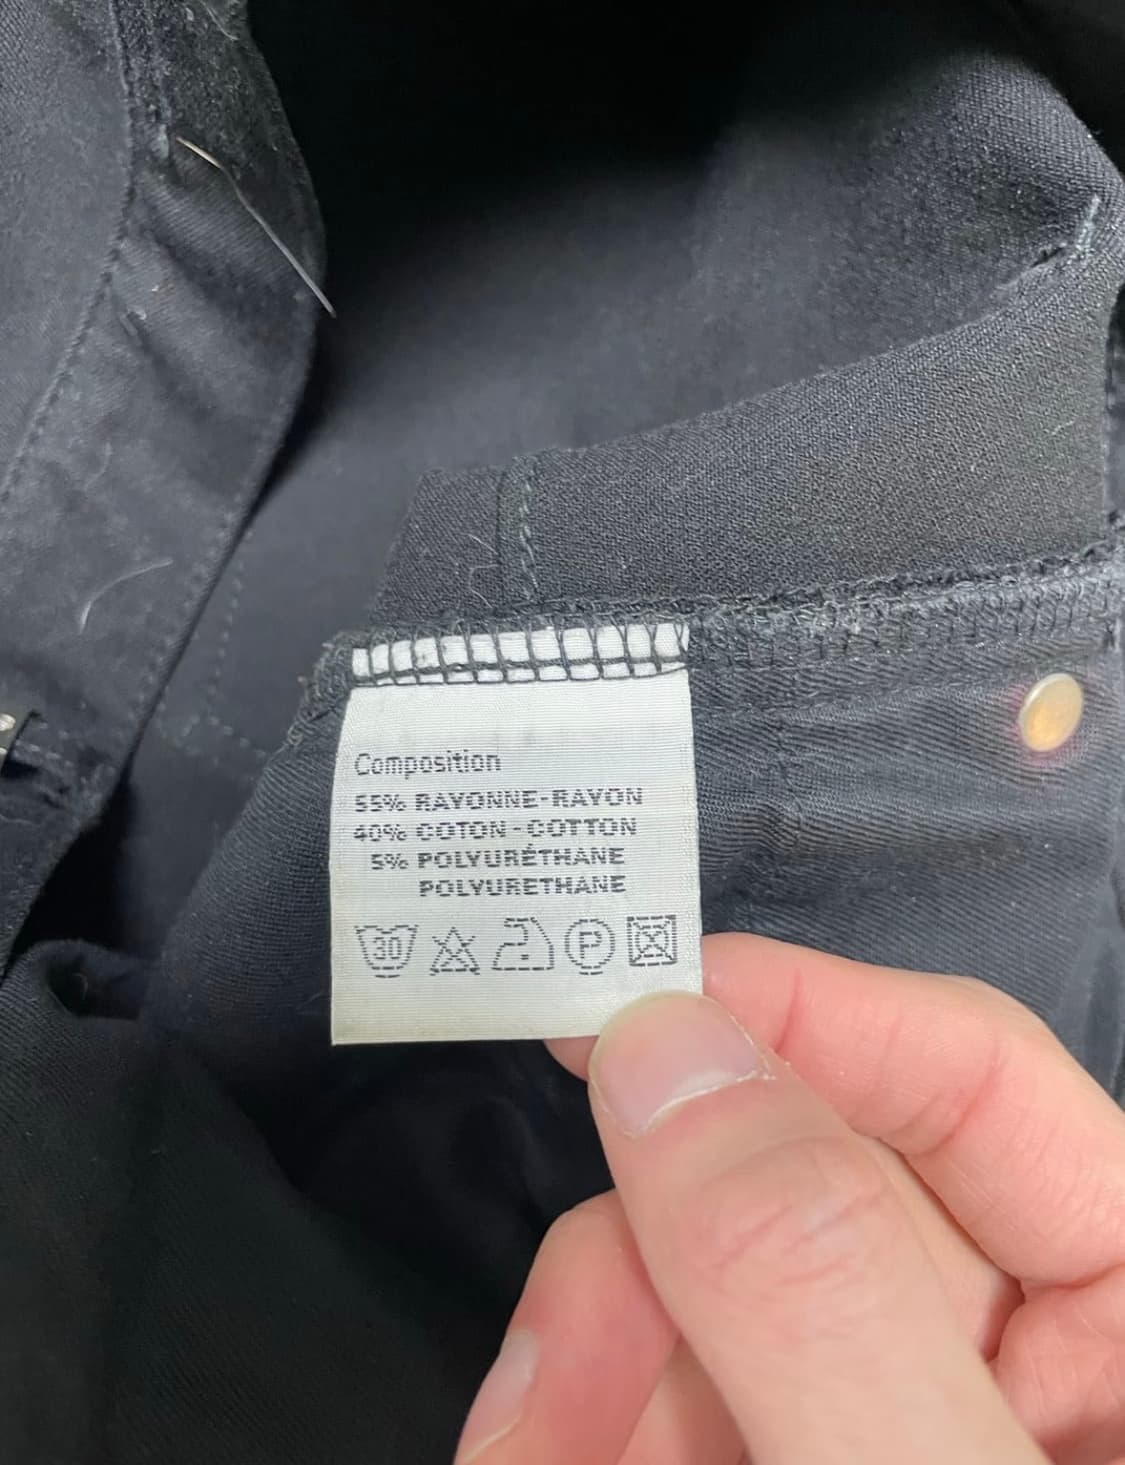 Composition
55% RAYONNE-RAYON
40% COTON - COTTON
5% POLYURÉTHANE
POLYURETHANE
30 P